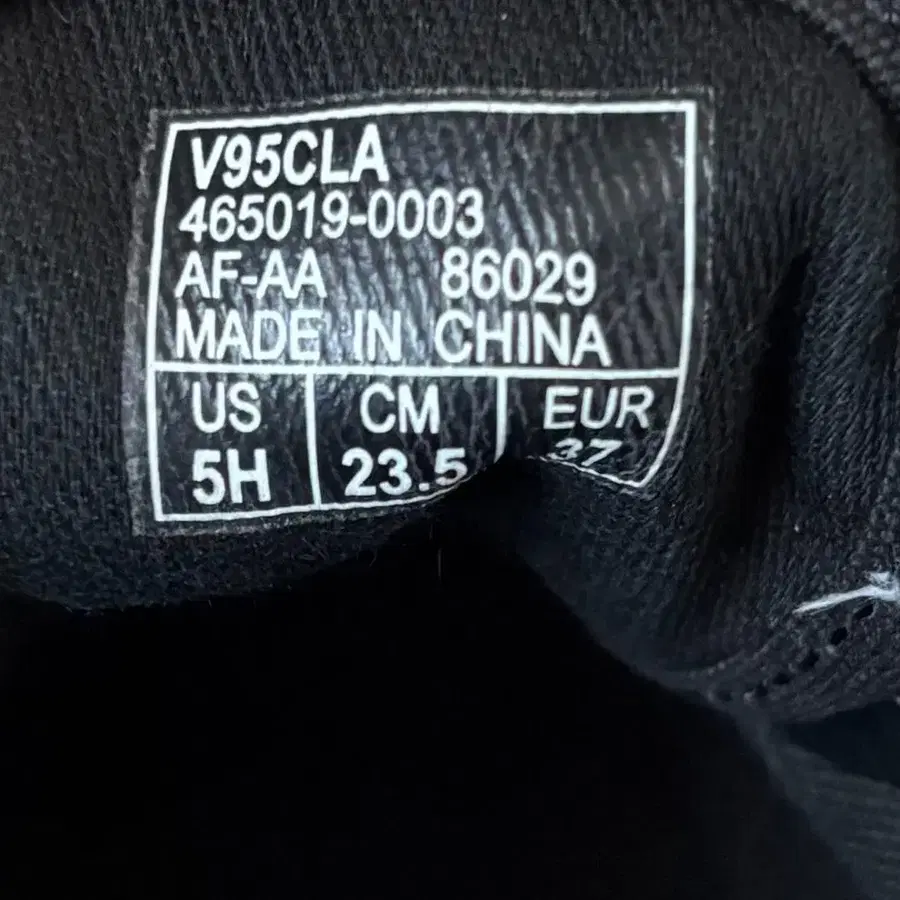 V95CLA
465019-0003
AF-AA 86029
MADE IN CHINA
US CM EUR
5H 23.5 37